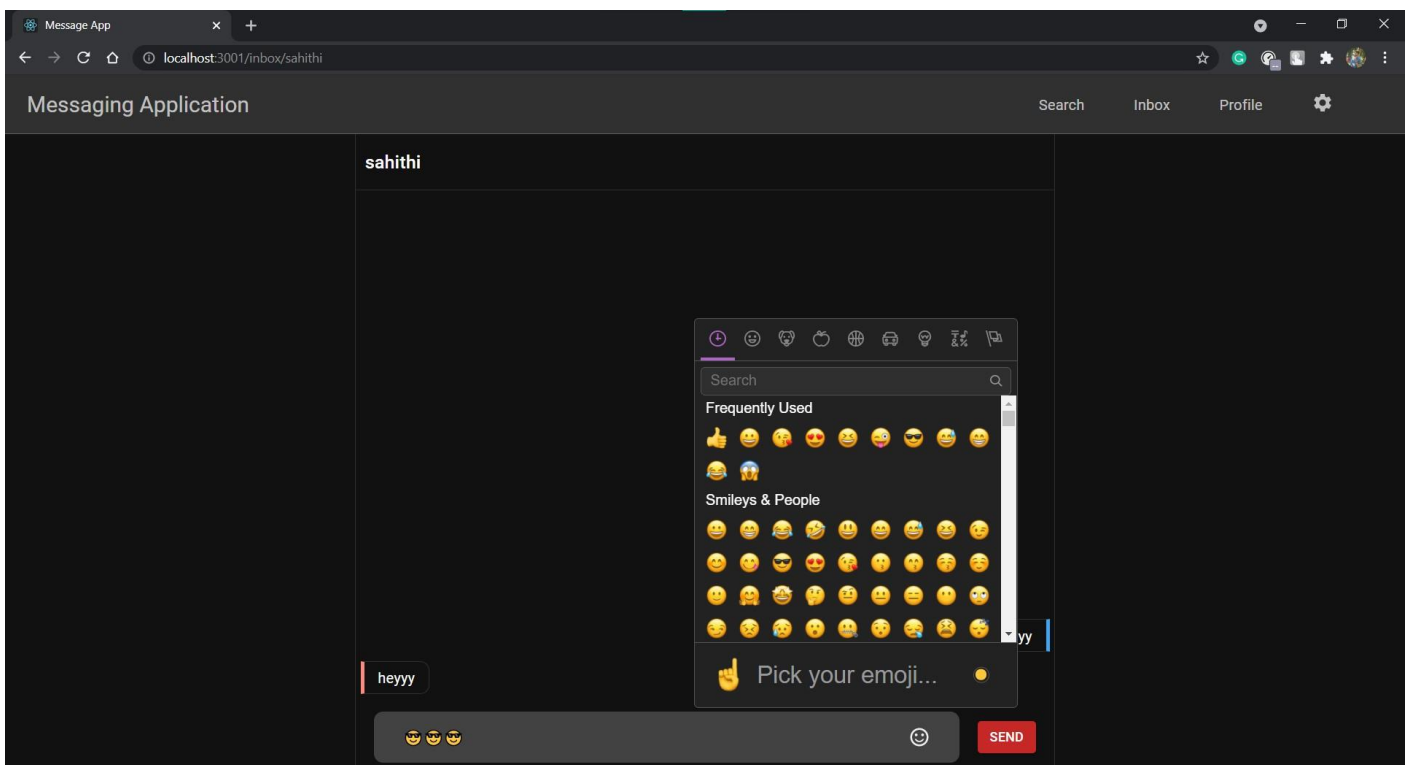 Message App
localhost:3001/inbox/sahithi
Messaging Application
Search Inbox Profile
sahithi
Search
Frequently Used
Smileys & People
yy
heyyy
☝️ Pick your emoji...
😎😎😎
SEND